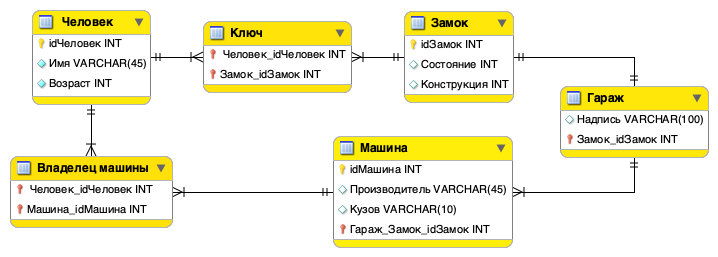 Человек
idЧеловек INT
Имя VARCHAR(45)
Возраст INT
Ключ
Человек_idЧеловек INT
Замок_idЗамок INT
Замок
idЗамок INT
Состояние INT
Конструкция INT
Гараж
Надпись VARCHAR(100)
Замок_idЗамок INT
Владелец машины
Человек_idЧеловек INT
Машина_idМашина INT
Машина
idМашина INT
Производитель VARCHAR(45)
Кузов VARCHAR(10)
Гараж_Замок_idЗамок INT